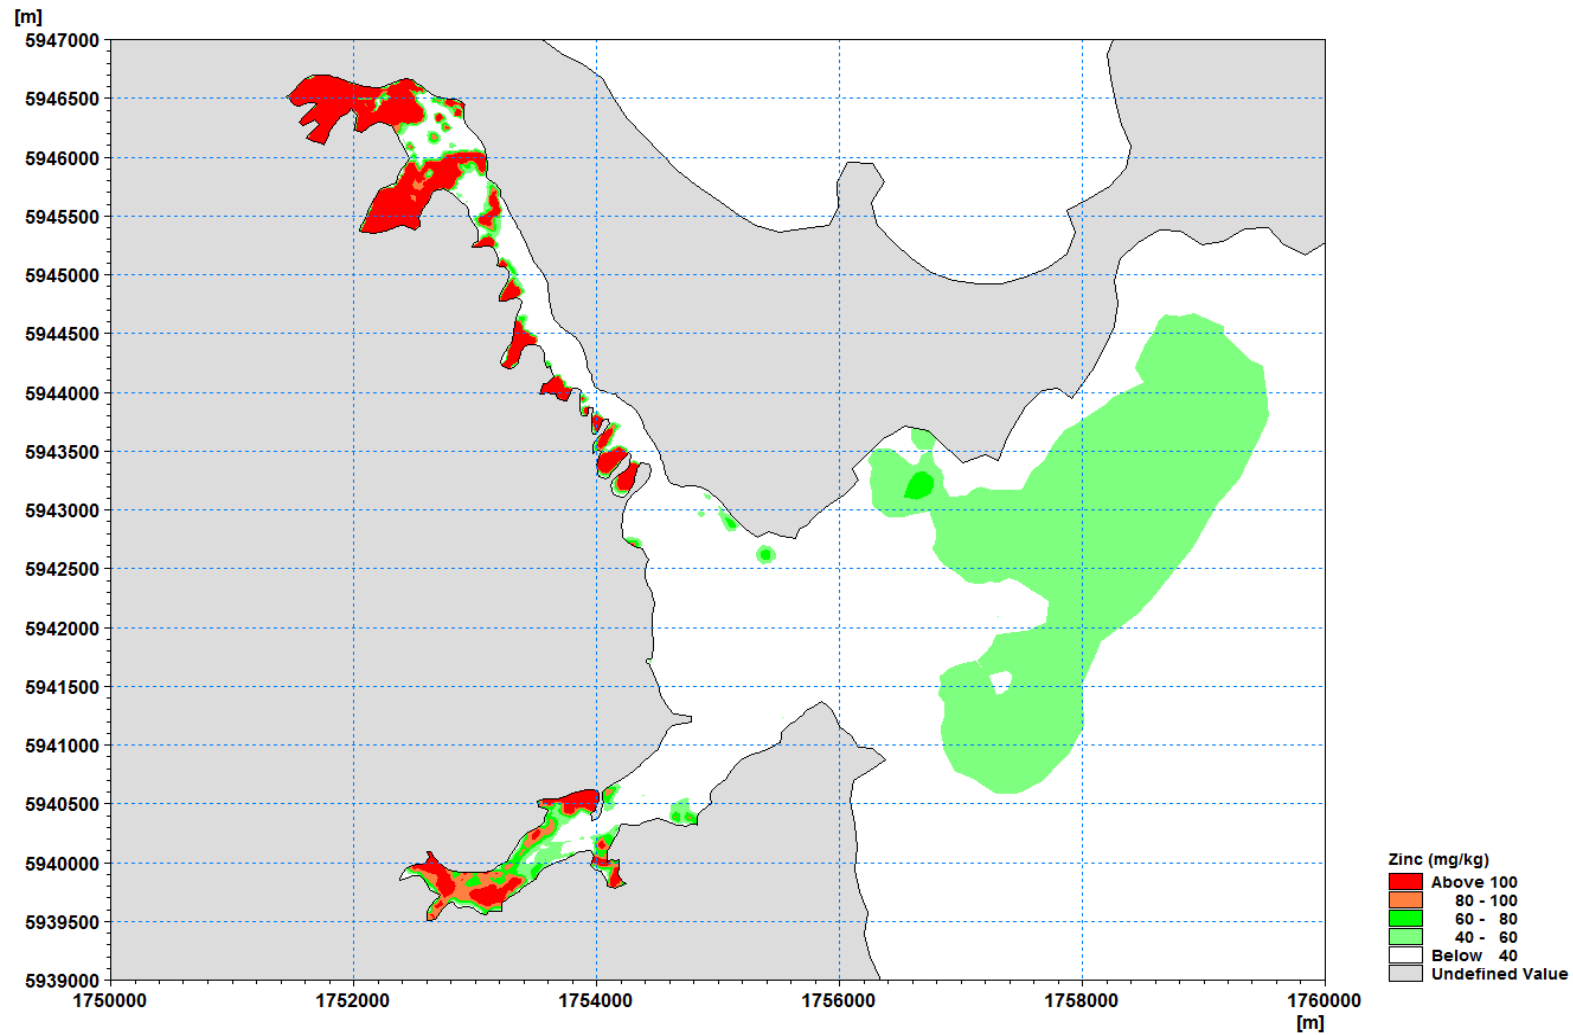 [m]
5947000
5946500
5946000
5945500
5945000
5944500
5944000
5943500
5943000
5942500
5942000
5941500
5941000
5940500
5940000
5939500
5939000
1750000 1752000 1754000 1756000 1758000 1760000
[m]
Zinc (mg/kg)
Above 100
80 - 100
60 - 80
40 - 60
Below 40
Undefined Value